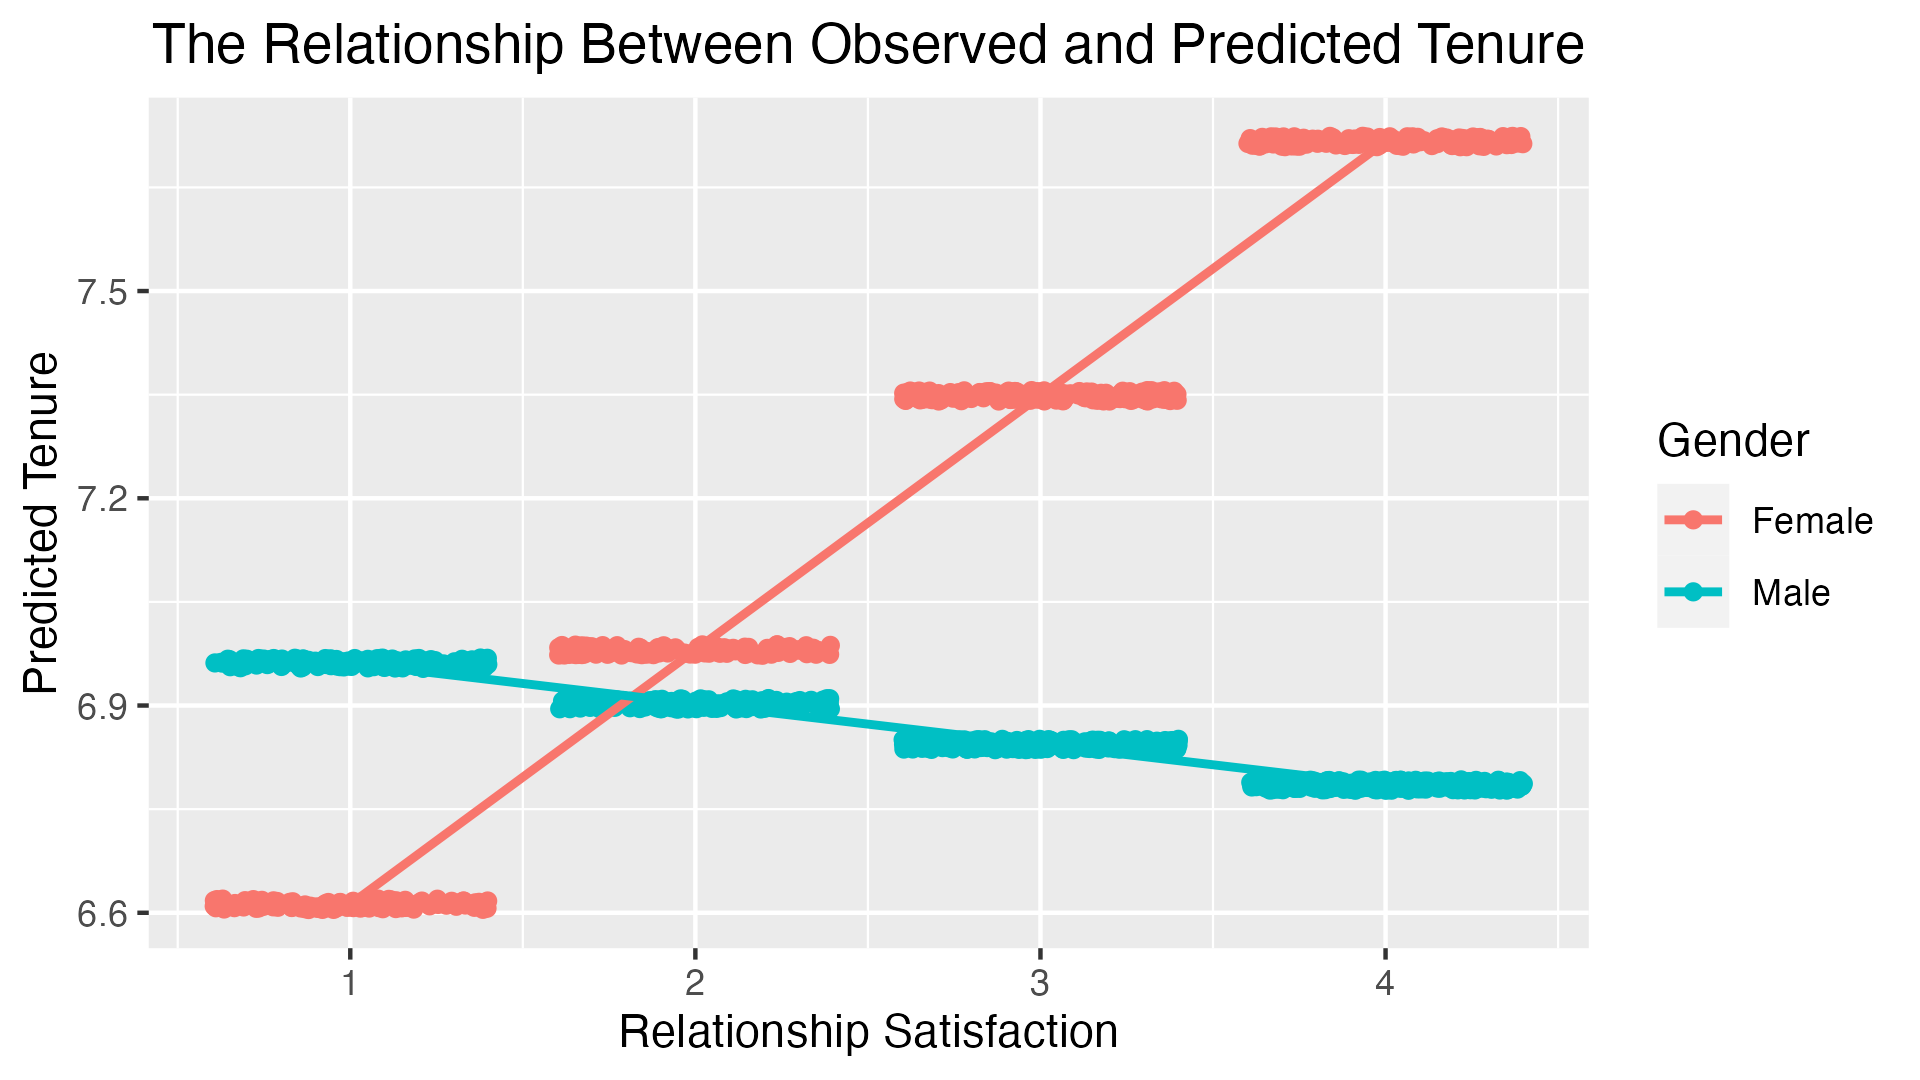 The Relationship Between Observed and Predicted Tenure
Predicted Tenure
7.5
7.2
6.9
6.6
1 2 3 4
Relationship Satisfaction
Gender
Female
Male